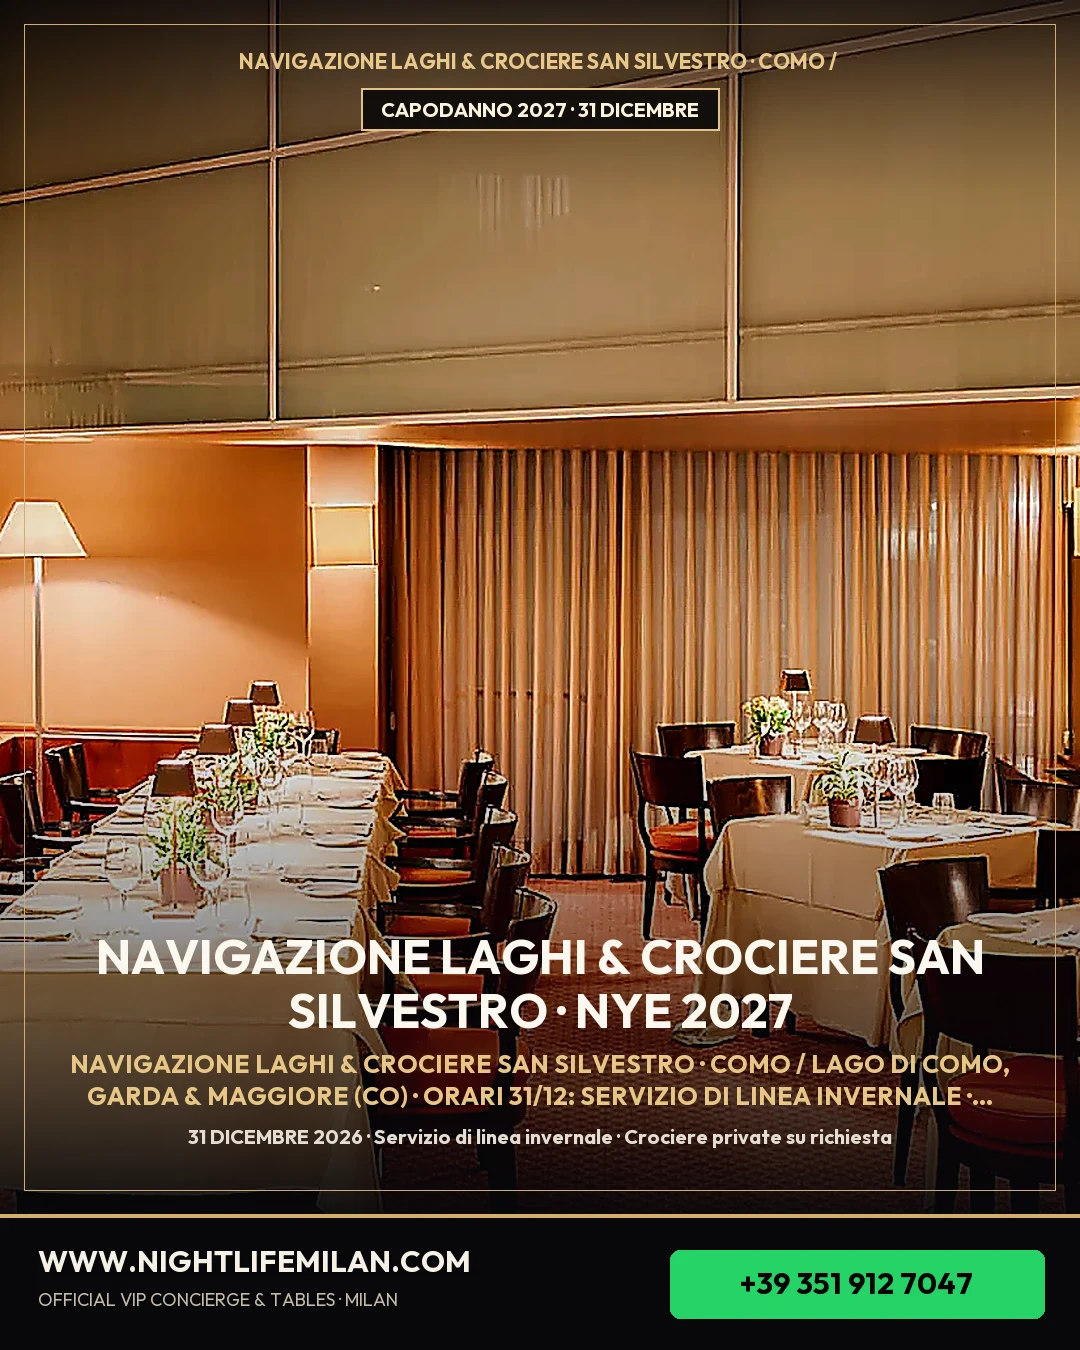 NAVIGAZIONE LAGHI & CROCIERE SAN SILVESTRO · COMO /
CAPODANNO 2027 · 31 DICEMBRE
NAVIGAZIONE LAGHI & CROCIERE SAN
SILVESTRO · NYE 2027
NAVIGAZIONE LAGHI & CROCIERE SAN SILVESTRO · COMO / LAGO DI COMO,
GARDA & MAGGIORE (CO) · ORARI 31/12: SERVIZIO DI LINEA INVERNALE ·...
31 DICEMBRE 2026 · Servizio di linea invernale · Crociere private su richiesta
WWW.NIGHTLIFEMILAN.COM
OFFICIAL VIP CONCIERGE & TABLES · MILAN
+39 351 912 7047